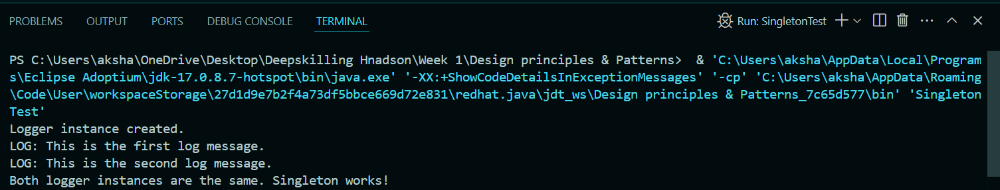 PROBLEMS OUTPUT PORTS DEBUG CONSOLE TERMINAL Run: SingletonTest
PS C:\Users\aksha\OneDrive\Desktop\Deepskilling Hnadson\Week 1\Design principles & Patterns>  & 'C:\Users\aksha\AppData\Local\Program
s\Eclipse Adoptium\jdk-17.0.8.7-hotspot\bin\java.exe' '-XX:+ShowCodeDetailsInExceptionMessages' '-cp' 'C:\Users\aksha\AppData\Roaming
\Code\User\workspaceStorage\27d1d9e7b2f4a73df5bbce669d72e831\redhat.java\jdt_ws\Design principles & Patterns_7c65d577\bin' 'Singleton
Test'
Logger instance created.
LOG: This is the first log message.
LOG: This is the second log message.
Both logger instances are the same. Singleton works!